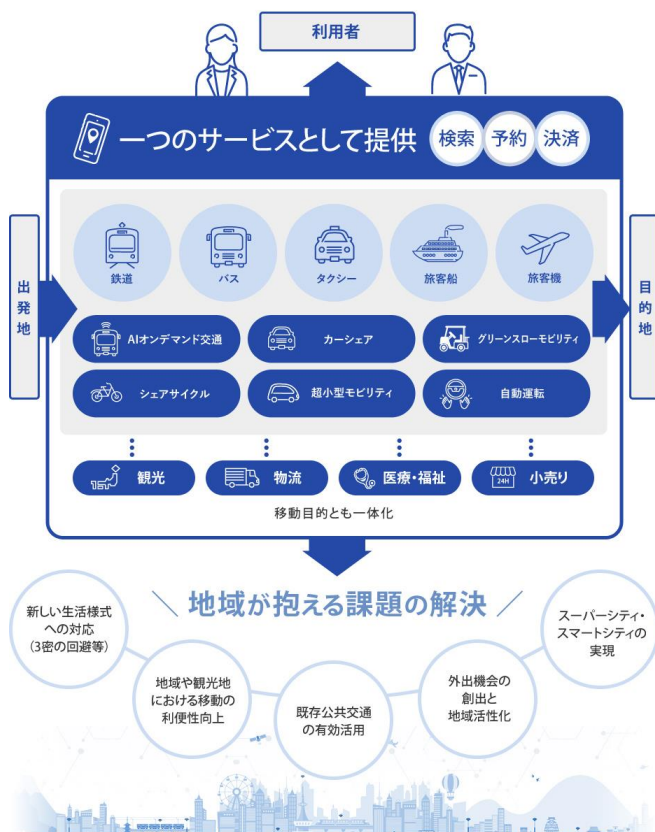 利用者
一つのサービスとして提供
検索
予約
決済
出発地
目的地
鉄道
バス
タクシー
旅客船
旅客機
AIオンデマンド交通
カーシェア
グリーンスローモビリティ
シェアサイクル
超小型モビリティ
自動運転
観光
物流
24H
医療・福祉
小売り
移動目的とも一体化
地域が抱える課題の解決
新しい生活様式
への対応
(3密の回避等)
地域や観光地
における移動の
利便性向上
既存公共交通
の有効活用
外出機会の
創出と
地域活性化
スーパーシティ・
スマートシティの
実現